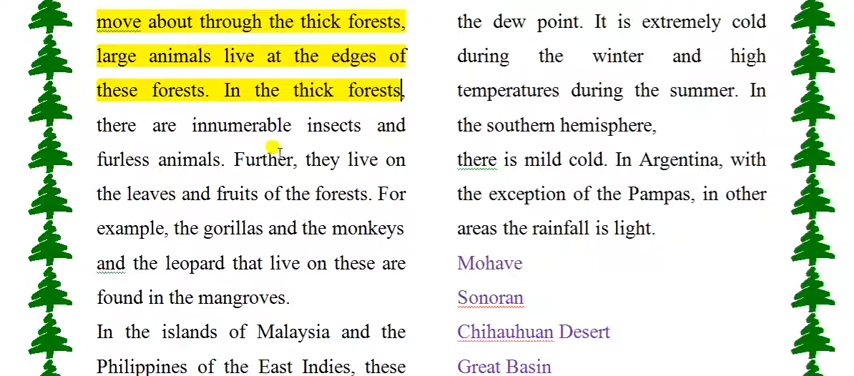 move about through the thick forests,
large animals live at the edges of
these forests. In the thick forests,
there are innumerable insects and
furless animals. Further, they live on
the leaves and fruits of the forests. For
example, the gorillas and the monkeys
and the leopard that live on these are
found in the mangroves.
In the islands of Malaysia and the
Philippines of the East Indies, these
the dew point. It is extremely cold
during the winter and high
temperatures during the summer. In
the southern hemisphere,
there is mild cold. In Argentina, with
the exception of the Pampas, in other
areas the rainfall is light.
Mohave
Sonoran
Chihauhuan Desert
Great Basin